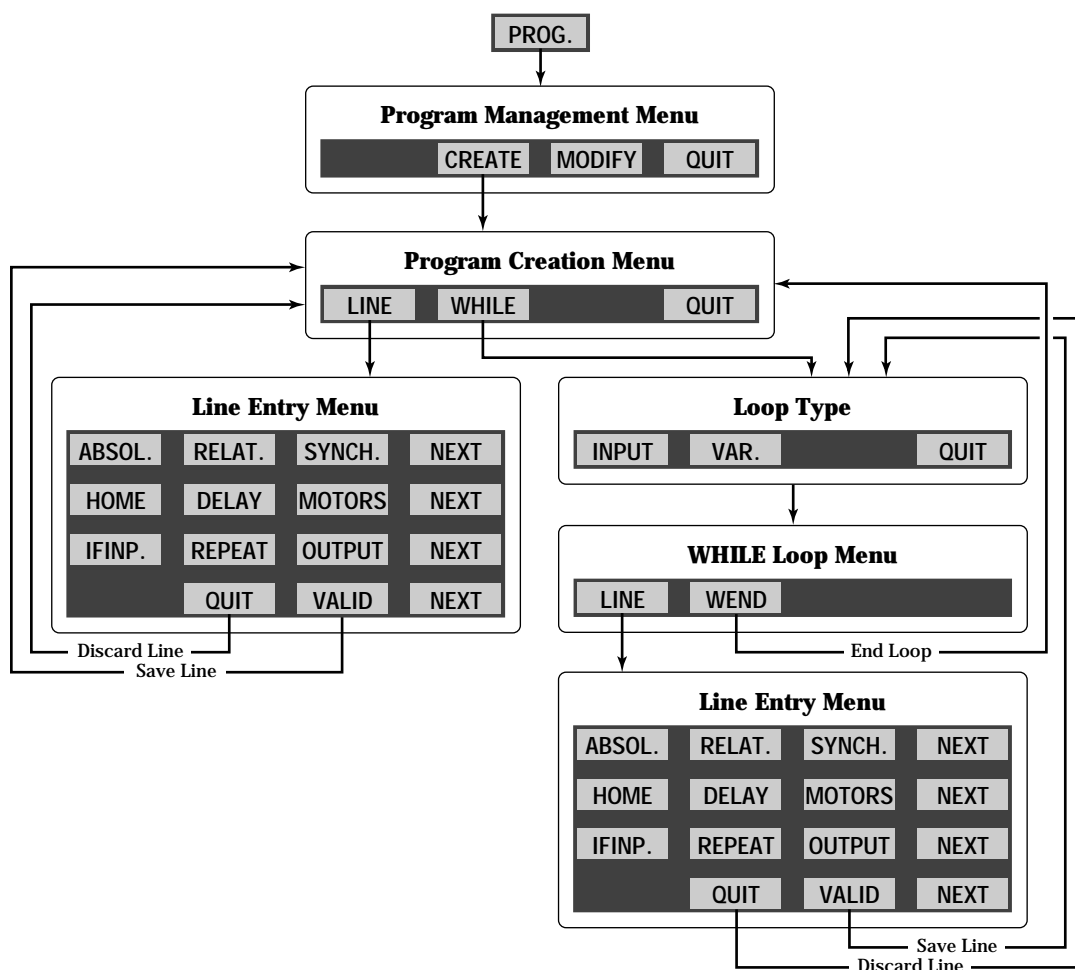 PROG.
Program Management Menu
CREATE MODIFY QUIT
Program Creation Menu
LINE WHILE QUIT
Line Entry Menu
ABSOL. RELAT. SYNCH. NEXT
HOME DELAY MOTORS NEXT
IFINP. REPEAT OUTPUT NEXT
QUIT VALID NEXT
Discard Line
Save Line
Loop Type
INPUT VAR. QUIT
WHILE Loop Menu
LINE WEND
End Loop
Line Entry Menu
ABSOL. RELAT. SYNCH. NEXT
HOME DELAY MOTORS NEXT
IFINP. REPEAT OUTPUT NEXT
QUIT VALID NEXT
Save Line
Discard Line